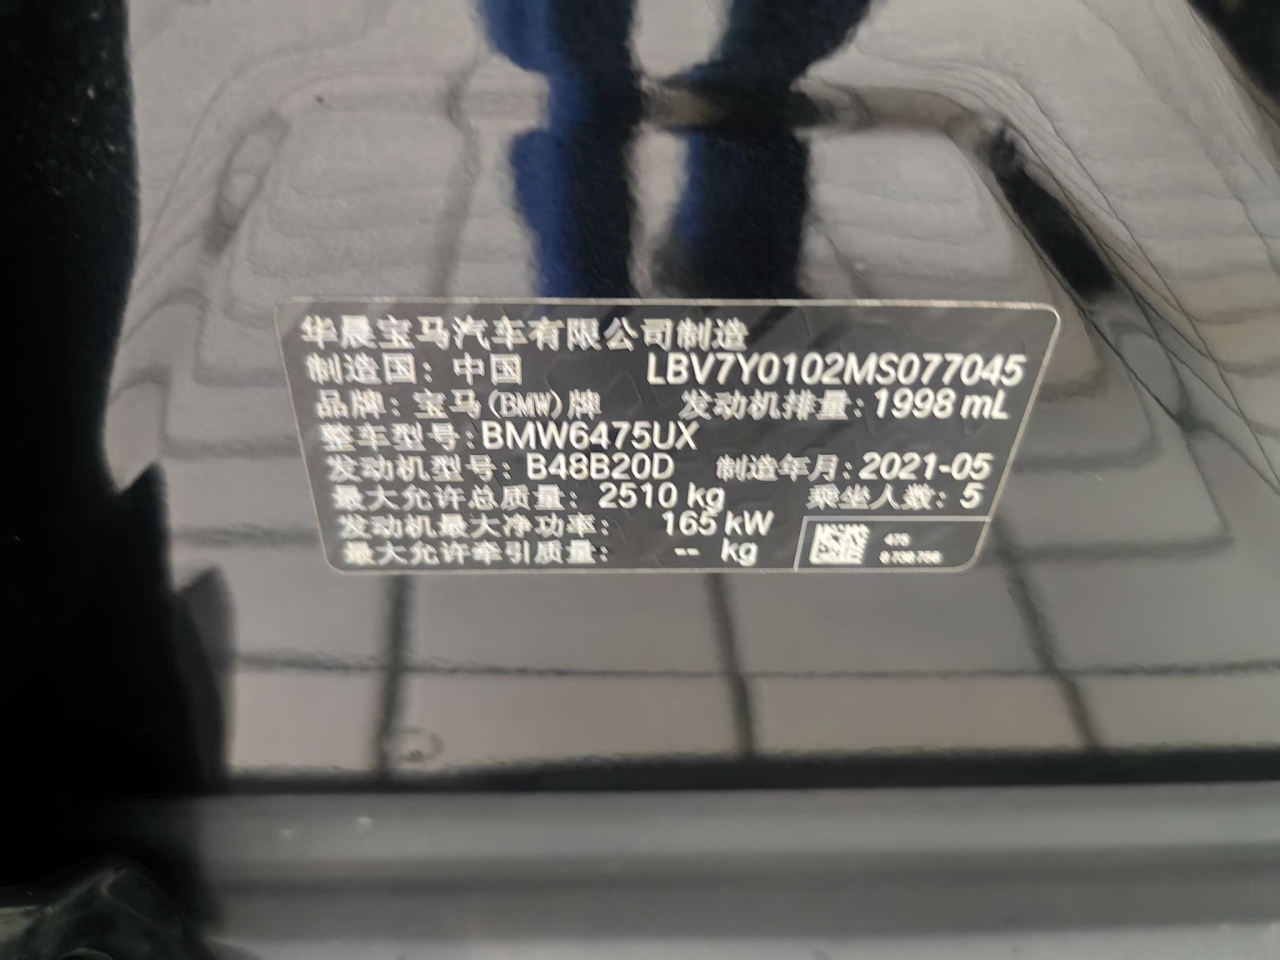 华晨宝马汽车有限公司制造
制造国：中国 LBV7Y0102MS077045
品牌：宝马(BMW)牌 发动机排量：1998 mL
整车型号：BMW6475UX
发动机型号：B48B20D 制造年月：2021-05
最大允许总质量：2510 kg 乘坐人数：5
发动机最大净功率：165 kW
最大允许牵引质量：-- kg
475